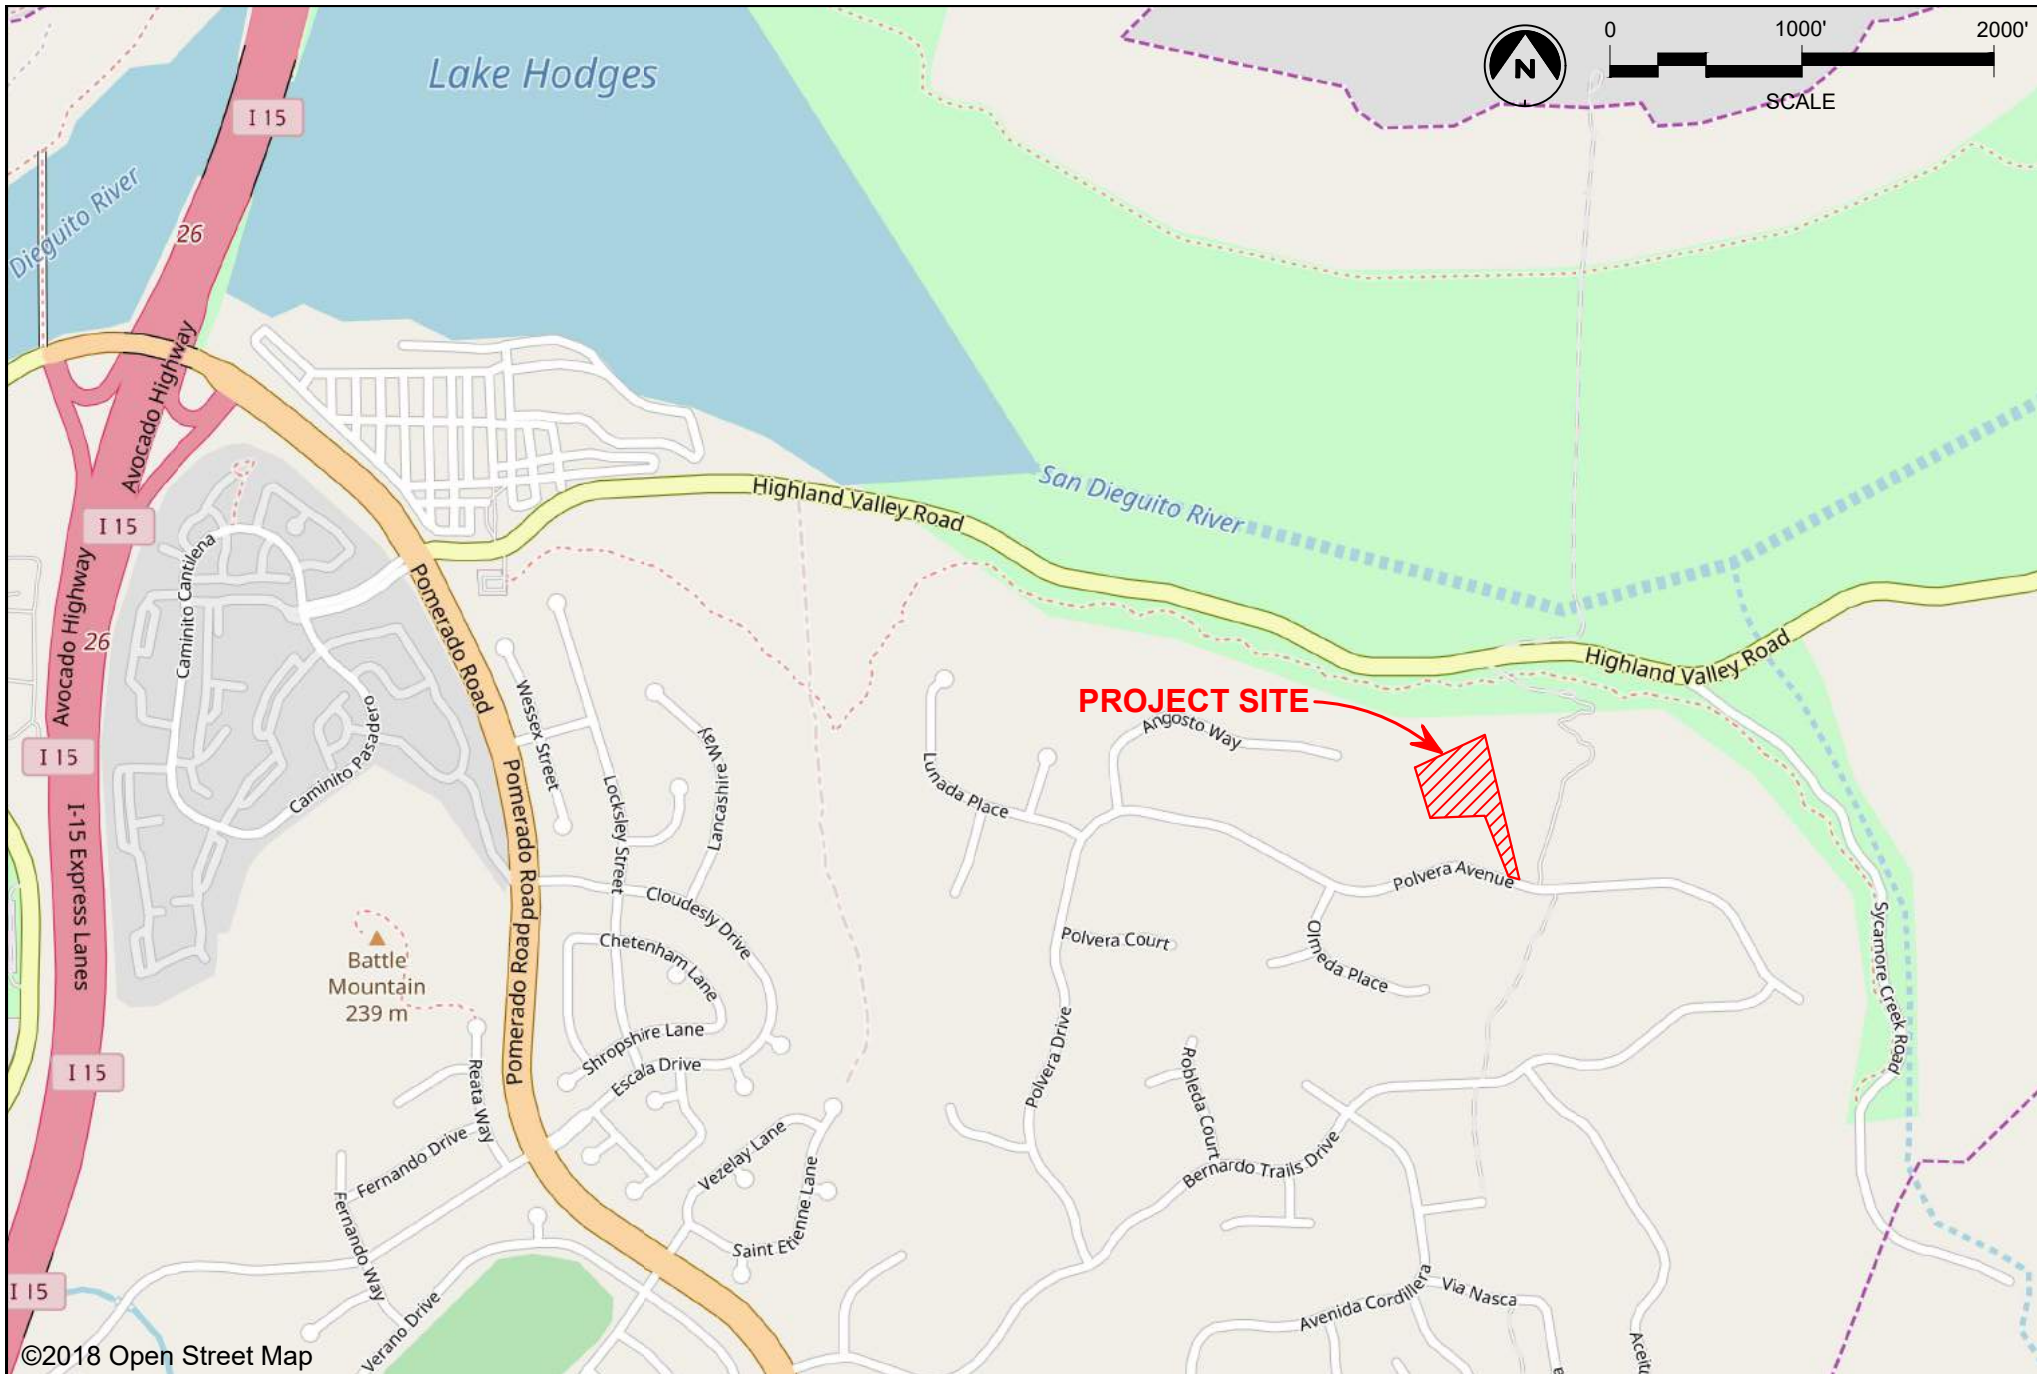 Lake Hodges
0 1000' 2000'
N
SCALE
I 15
Dieguito River
26
Avocado Highway
I 15
Highland Valley Road
San Dieguito River
Caminito Cantilena
Avocado Highway
26
Pomerado Road
Highland Valley Road
PROJECT SITE
Wessex Street
Angosto Way
Caminito Pasadero
Lancashire Way
I 15
Lunada Place
Locksley Street
I-15 Express Lanes
Pomerado Road
Polvera Avenue
Cloudesly Drive
Polvera Court
Olmeda Place
Sycamore Creek Road
Chetenham Lane
Battle
Mountain
239 m
Pomerado Road
Shropshire Lane
Escala Drive
Polvera Drive
Robleda Court
I 15
Reata Way
Fernando Drive
Vezelay Lane
Bernardo Trails Drive
Saint Etienne Lane
Fernando Way
I 15
Verano Drive
Avenida Cordillera
Via Nasca
Aceit
©2018 Open Street Map